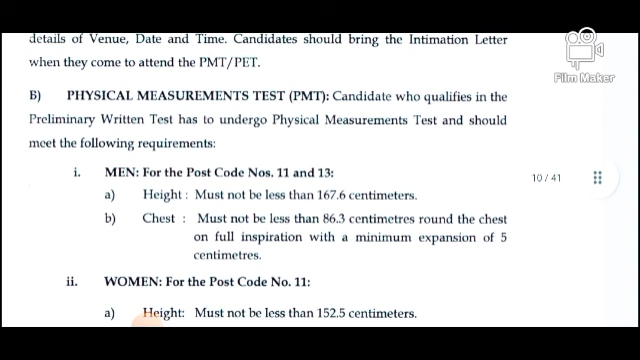 details of Venue, Date and Time. Candidates should bring the Intimation Letter
when they come to attend the PMT/PET.
B) PHYSICAL MEASUREMENTS TEST (PMT): Candidate who qualifies in the
Preliminary Written Test has to undergo Physical Measurements Test and should
meet the following requirements:
i. MEN: For the Post Code Nos. 11 and 13:
a) Height : Must not be less than 167.6 centimeters.
b) Chest : Must not be less than 86.3 centimetres round the chest
on full inspiration with a minimum expansion of 5
centimetres.
ii. WOMEN: For the Post Code No. 11:
a) Height: Must not be less than 152.5 centimeters.
10 / 41
Film Maker